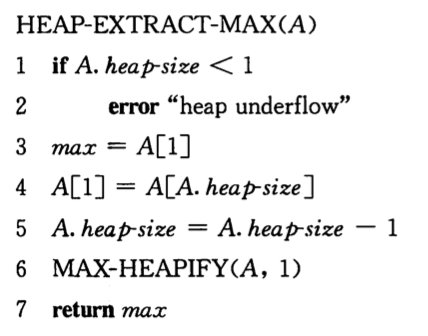 HEAP-EXTRACT-MAX(A)
1 if A. heap-size < 1
2 error “heap underflow”
3 max = A[1]
4 A[1] = A[A. heap-size]
5 A. heap-size = A. heap-size − 1
6 MAX-HEAPIFY(A, 1)
7 return max